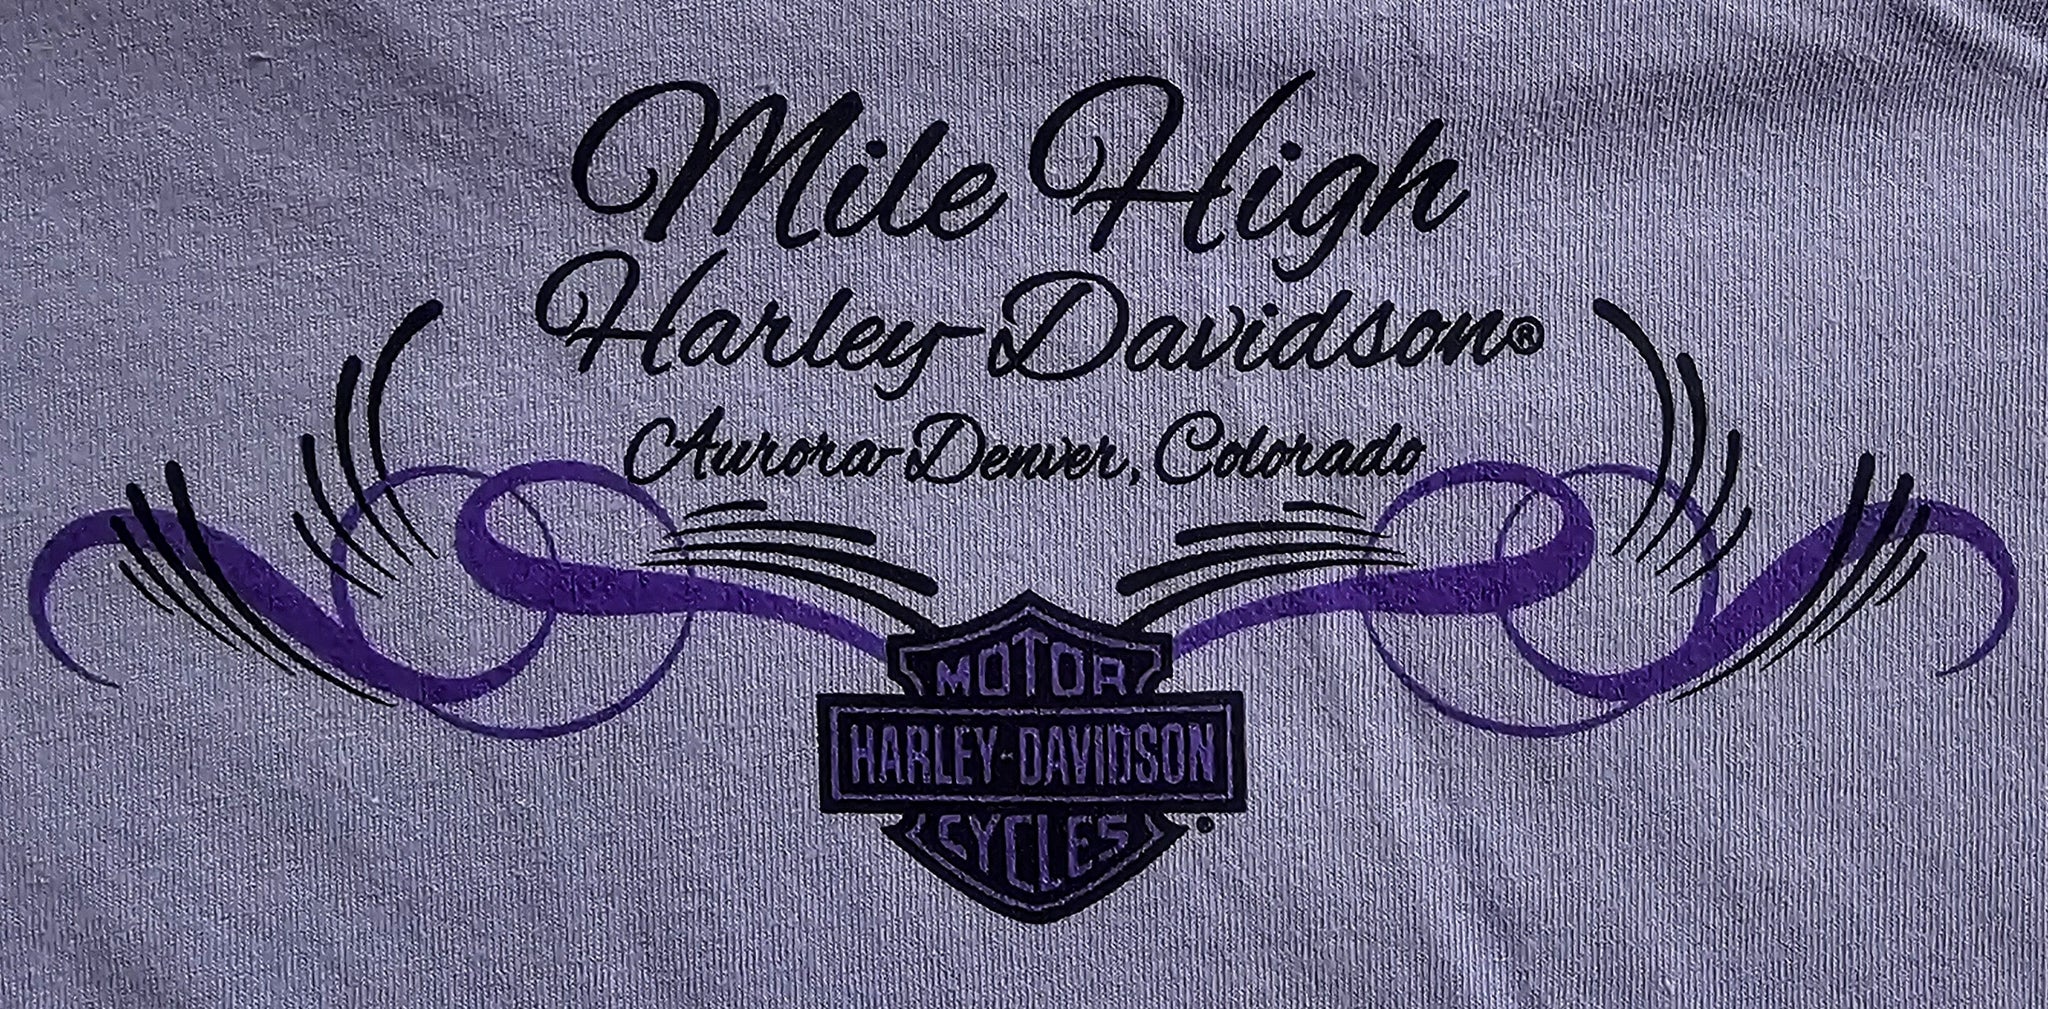 Mile High
Harley-Davidson®
Aurora-Denver, Colorado
MOTOR
HARLEY-DAVIDSON
CYCLES
®